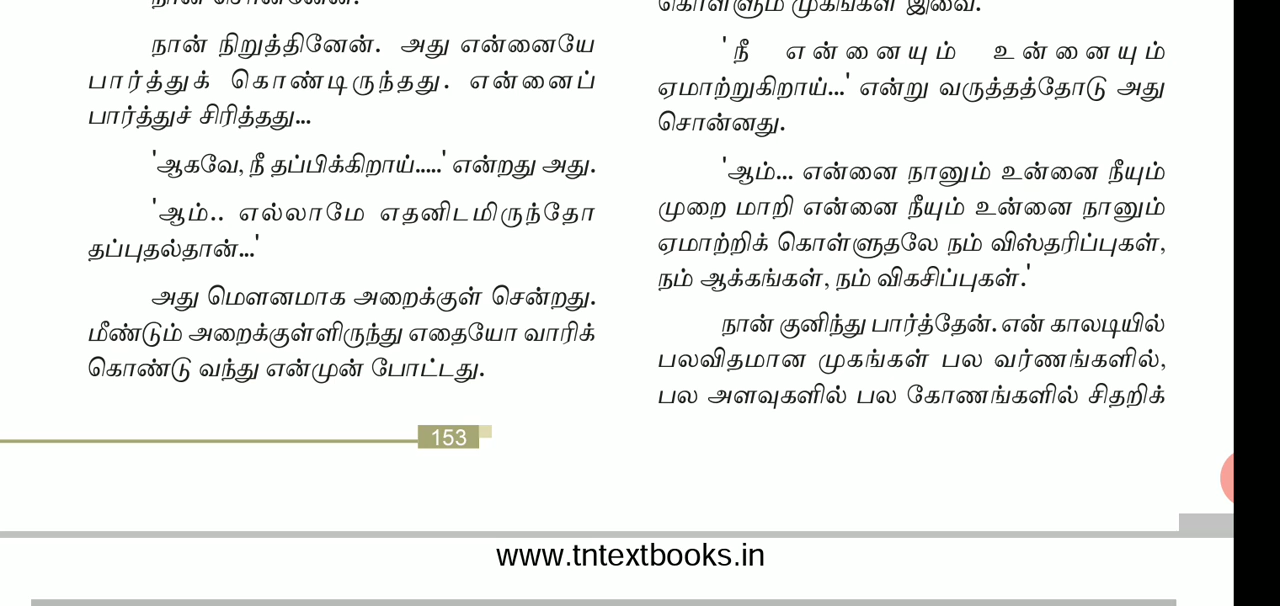 நான் சொன்னேன்.
நான் நிறுத்தினேன். அது என்னையே
பார்த்துக் கொண்டிருந்தது. என்னைப்
பார்த்துச் சிரித்தது...
'ஆகவே, நீ தப்பிக்கிறாய்.....' என்றது அது.
'ஆம்.. எல்லாமே எதனிடமிருந்தோ
தப்புதல்தான்...'
அது மௌனமாக அறைக்குள் சென்றது.
மீண்டும் அறைக்குள்ளிருந்து எதையோ வாரிக்
கொண்டு வந்து என்முன் போட்டது.
கொள்ளும் முகங்கள் இவை.
'நீ என்னையும் உன்னையும்
ஏமாற்றுகிறாய்...' என்று வருத்தத்தோடு அது
சொன்னது.
'ஆம்... என்னை நானும் உன்னை நீயும்
முறை மாறி என்னை நீயும் உன்னை நானும்
ஏமாற்றிக் கொள்ளுதலே நம் விஸ்தரிப்புகள்,
நம் ஆக்கங்கள், நம் விகசிப்புகள்.'
நான் குனிந்து பார்த்தேன். என் காலடியில்
பலவிதமான முகங்கள் பல வர்ணங்களில்,
பல அளவுகளில் பல கோணங்களில் சிதறிக்
153
www.tntextbooks.in